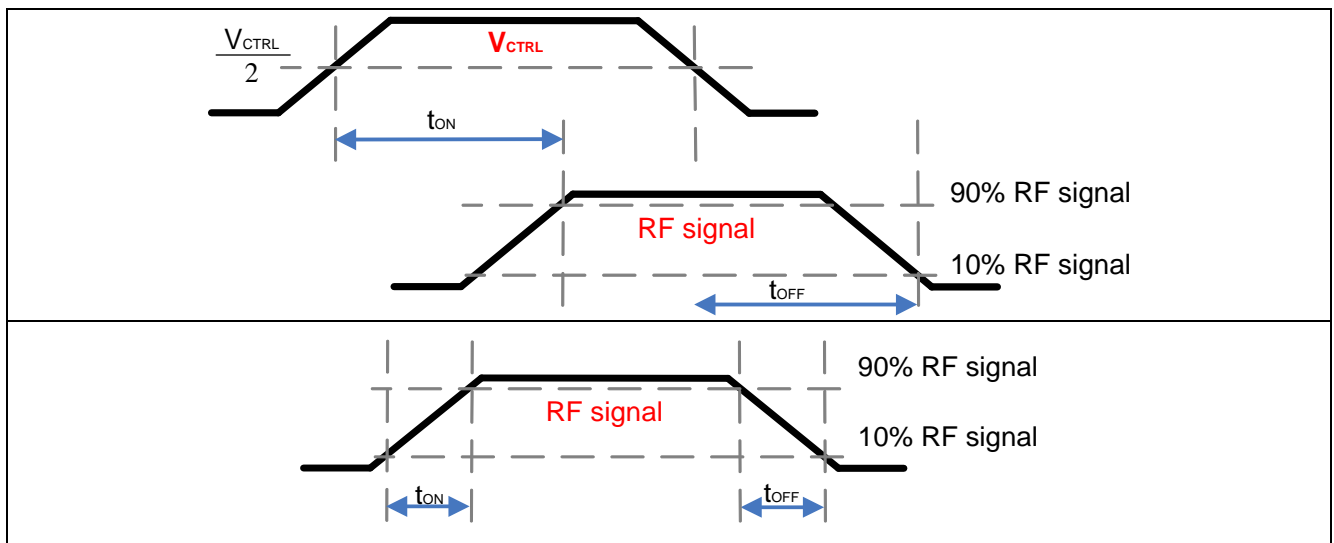 VCTRL
2
VCTRL
tON
90% RF signal
RF signal
10% RF signal
tOFF
90% RF signal
RF signal
10% RF signal
tON
tOFF